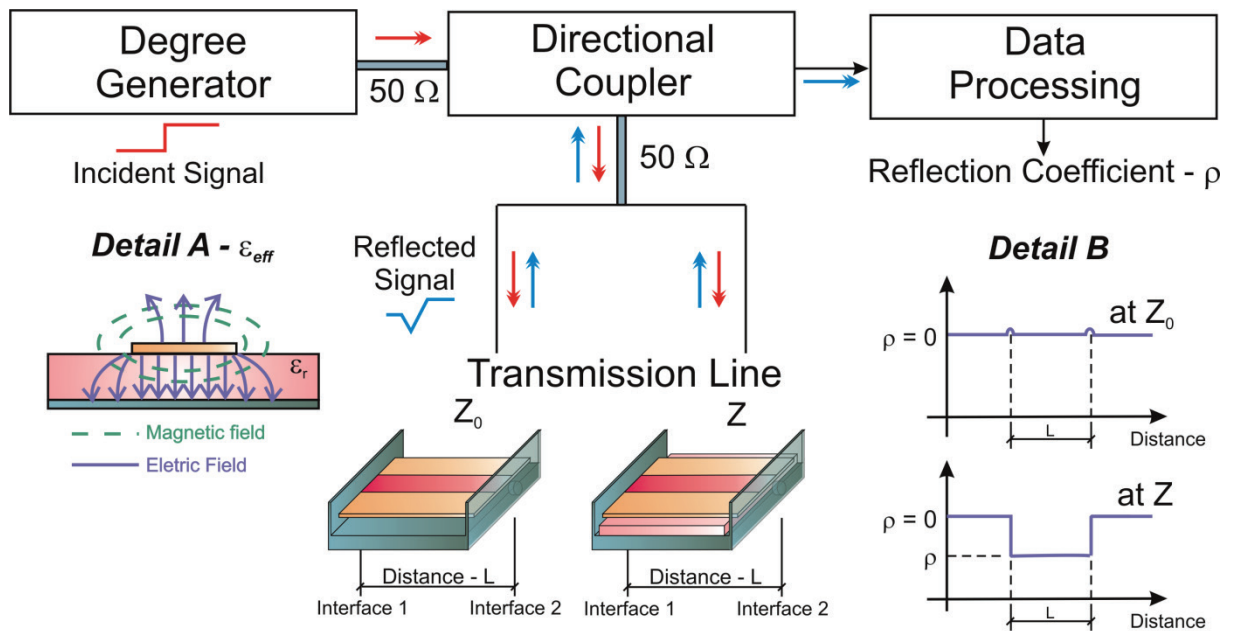 Degree
Generator
50 Ω
Directional
Coupler
Data
Processing
Incident Signal
50 Ω
Reflection Coefficient - ρ
Detail A - εeff
Reflected
Signal
Detail B
at Z0
ρ = 0
L
Distance
εr
Magnetic field
Eletric Field
Transmission Line
Z0
Z
Distance - L
Interface 1
Interface 2
Distance - L
Interface 1
Interface 2
at Z
ρ = 0
ρ
L
Distance